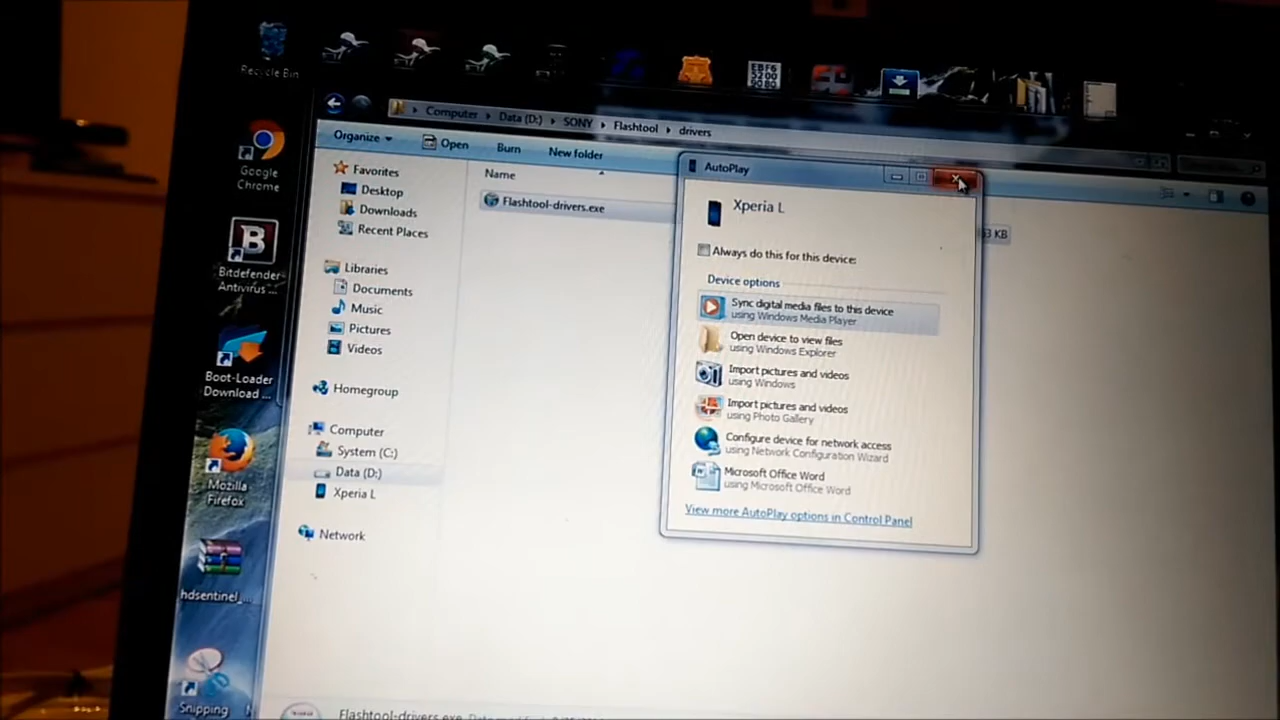 Recycle Bin
EBF6
5200
9080
Computer
Data (D:)
SONY
Flashtool
drivers
Organize
Open
Burn
New folder
Name
Flashtool-drivers.exe
Favorites
Desktop
Downloads
Recent Places
Libraries
Documents
Music
Pictures
Videos
Homegroup
Computer
System (C:)
Data (D:)
Xperia L
Network
AutoPlay
Xperia L
Always do this for this device:
Device options
Sync digital media files to this device
using Windows Media Player
Open device to view files
using Windows Explorer
Import pictures and videos
using Windows
Import pictures and videos
using Photo Gallery
Configure device for network access
using Network Configuration Wizard
Microsoft Office Word
using Microsoft Office Word
View more AutoPlay options in Control Panel
KB
Google
Chrome
Bitdefender
Antivirus ...
Boot-Loader
Download ...
Mozilla
Firefox
hdsentinel_...
Snipping
Flashtool-drivers.exe